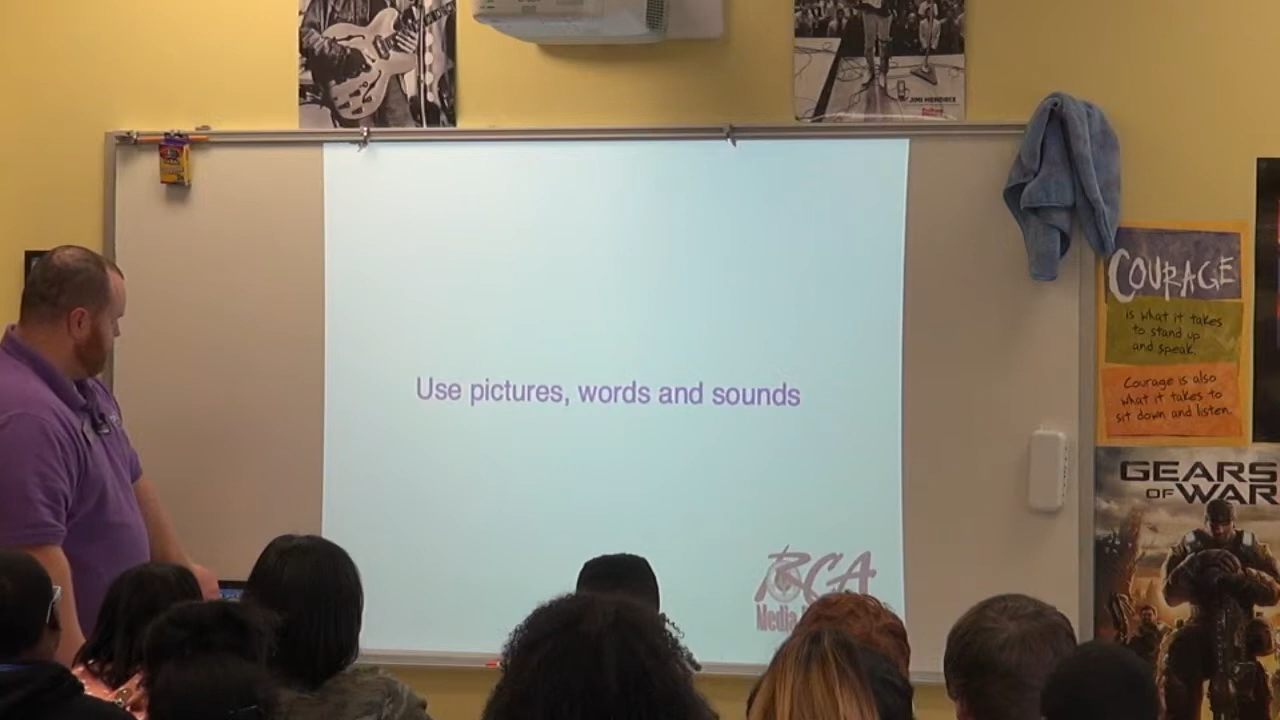 JIMI HENDRIX
Use pictures, words and sounds
BCA
Media
COURAGE
is what it takes
to stand up
and speak.
Courage is also
what it takes to
sit down and listen.
GEARS
OF WAR